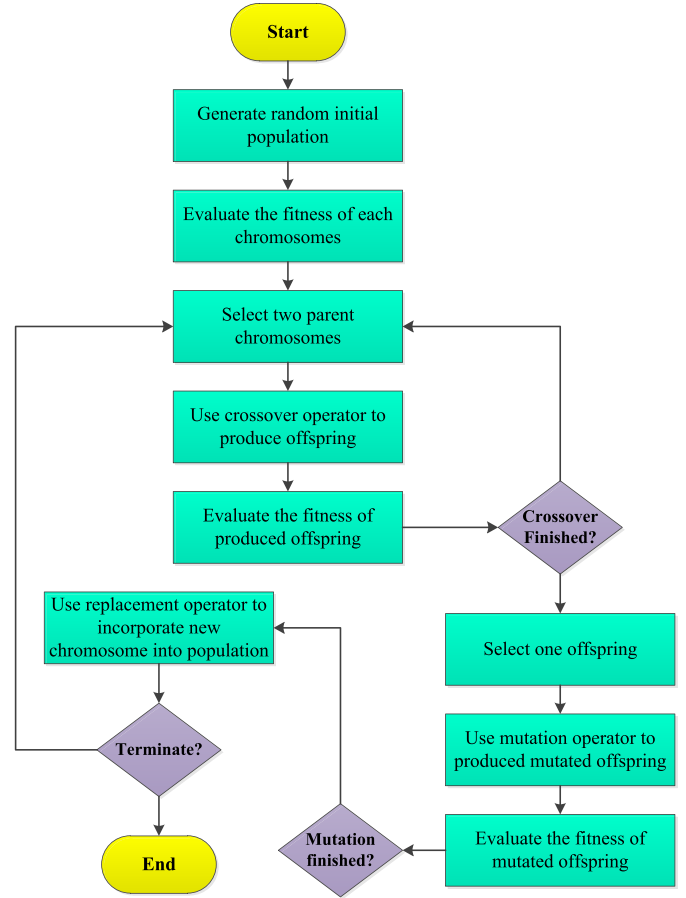 Start
Generate random initial
population
Evaluate the fitness of each
chromosomes
Select two parent
chromosomes
Use crossover operator to
produce offspring
Evaluate the fitness of
produced offspring
Crossover
Finished?
Select one offspring
Use mutation operator to
produced mutated offspring
Evaluate the fitness of
mutated offspring
Mutation
finished?
Use replacement operator to
incorporate new
chromosome into population
Terminate?
End